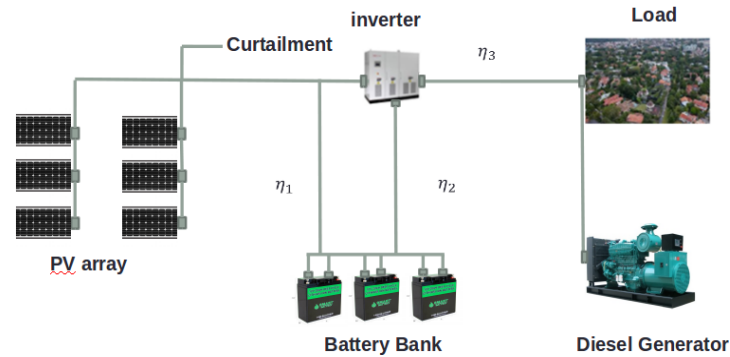 Load
inverter
Curtailment
η3
η1
η2
PV array
Battery Bank
Diesel Generator